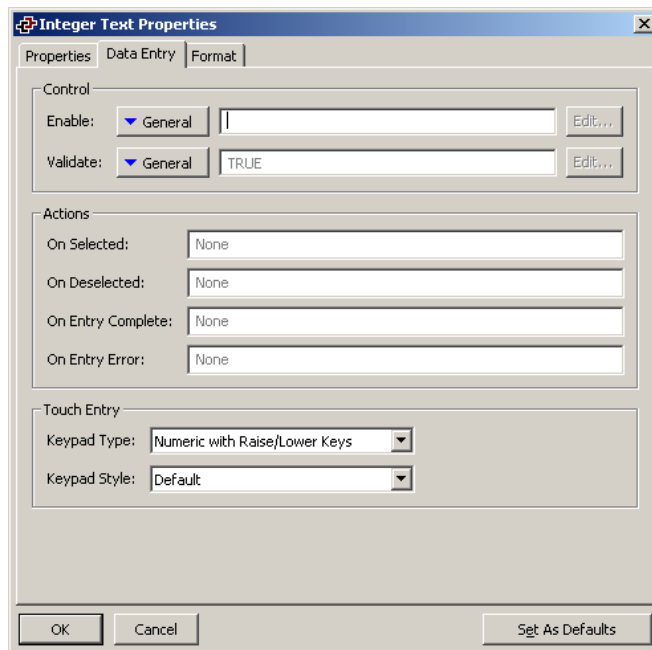 Integer Text Properties
Properties Data Entry Format
Control
Enable: General Edit...
Validate: General TRUE Edit...
Actions
On Selected: None
On Deselected: None
On Entry Complete: None
On Entry Error: None
Touch Entry
Keypad Type: Numeric with Raise/Lower Keys
Keypad Style: Default
OK Cancel Set As Defaults